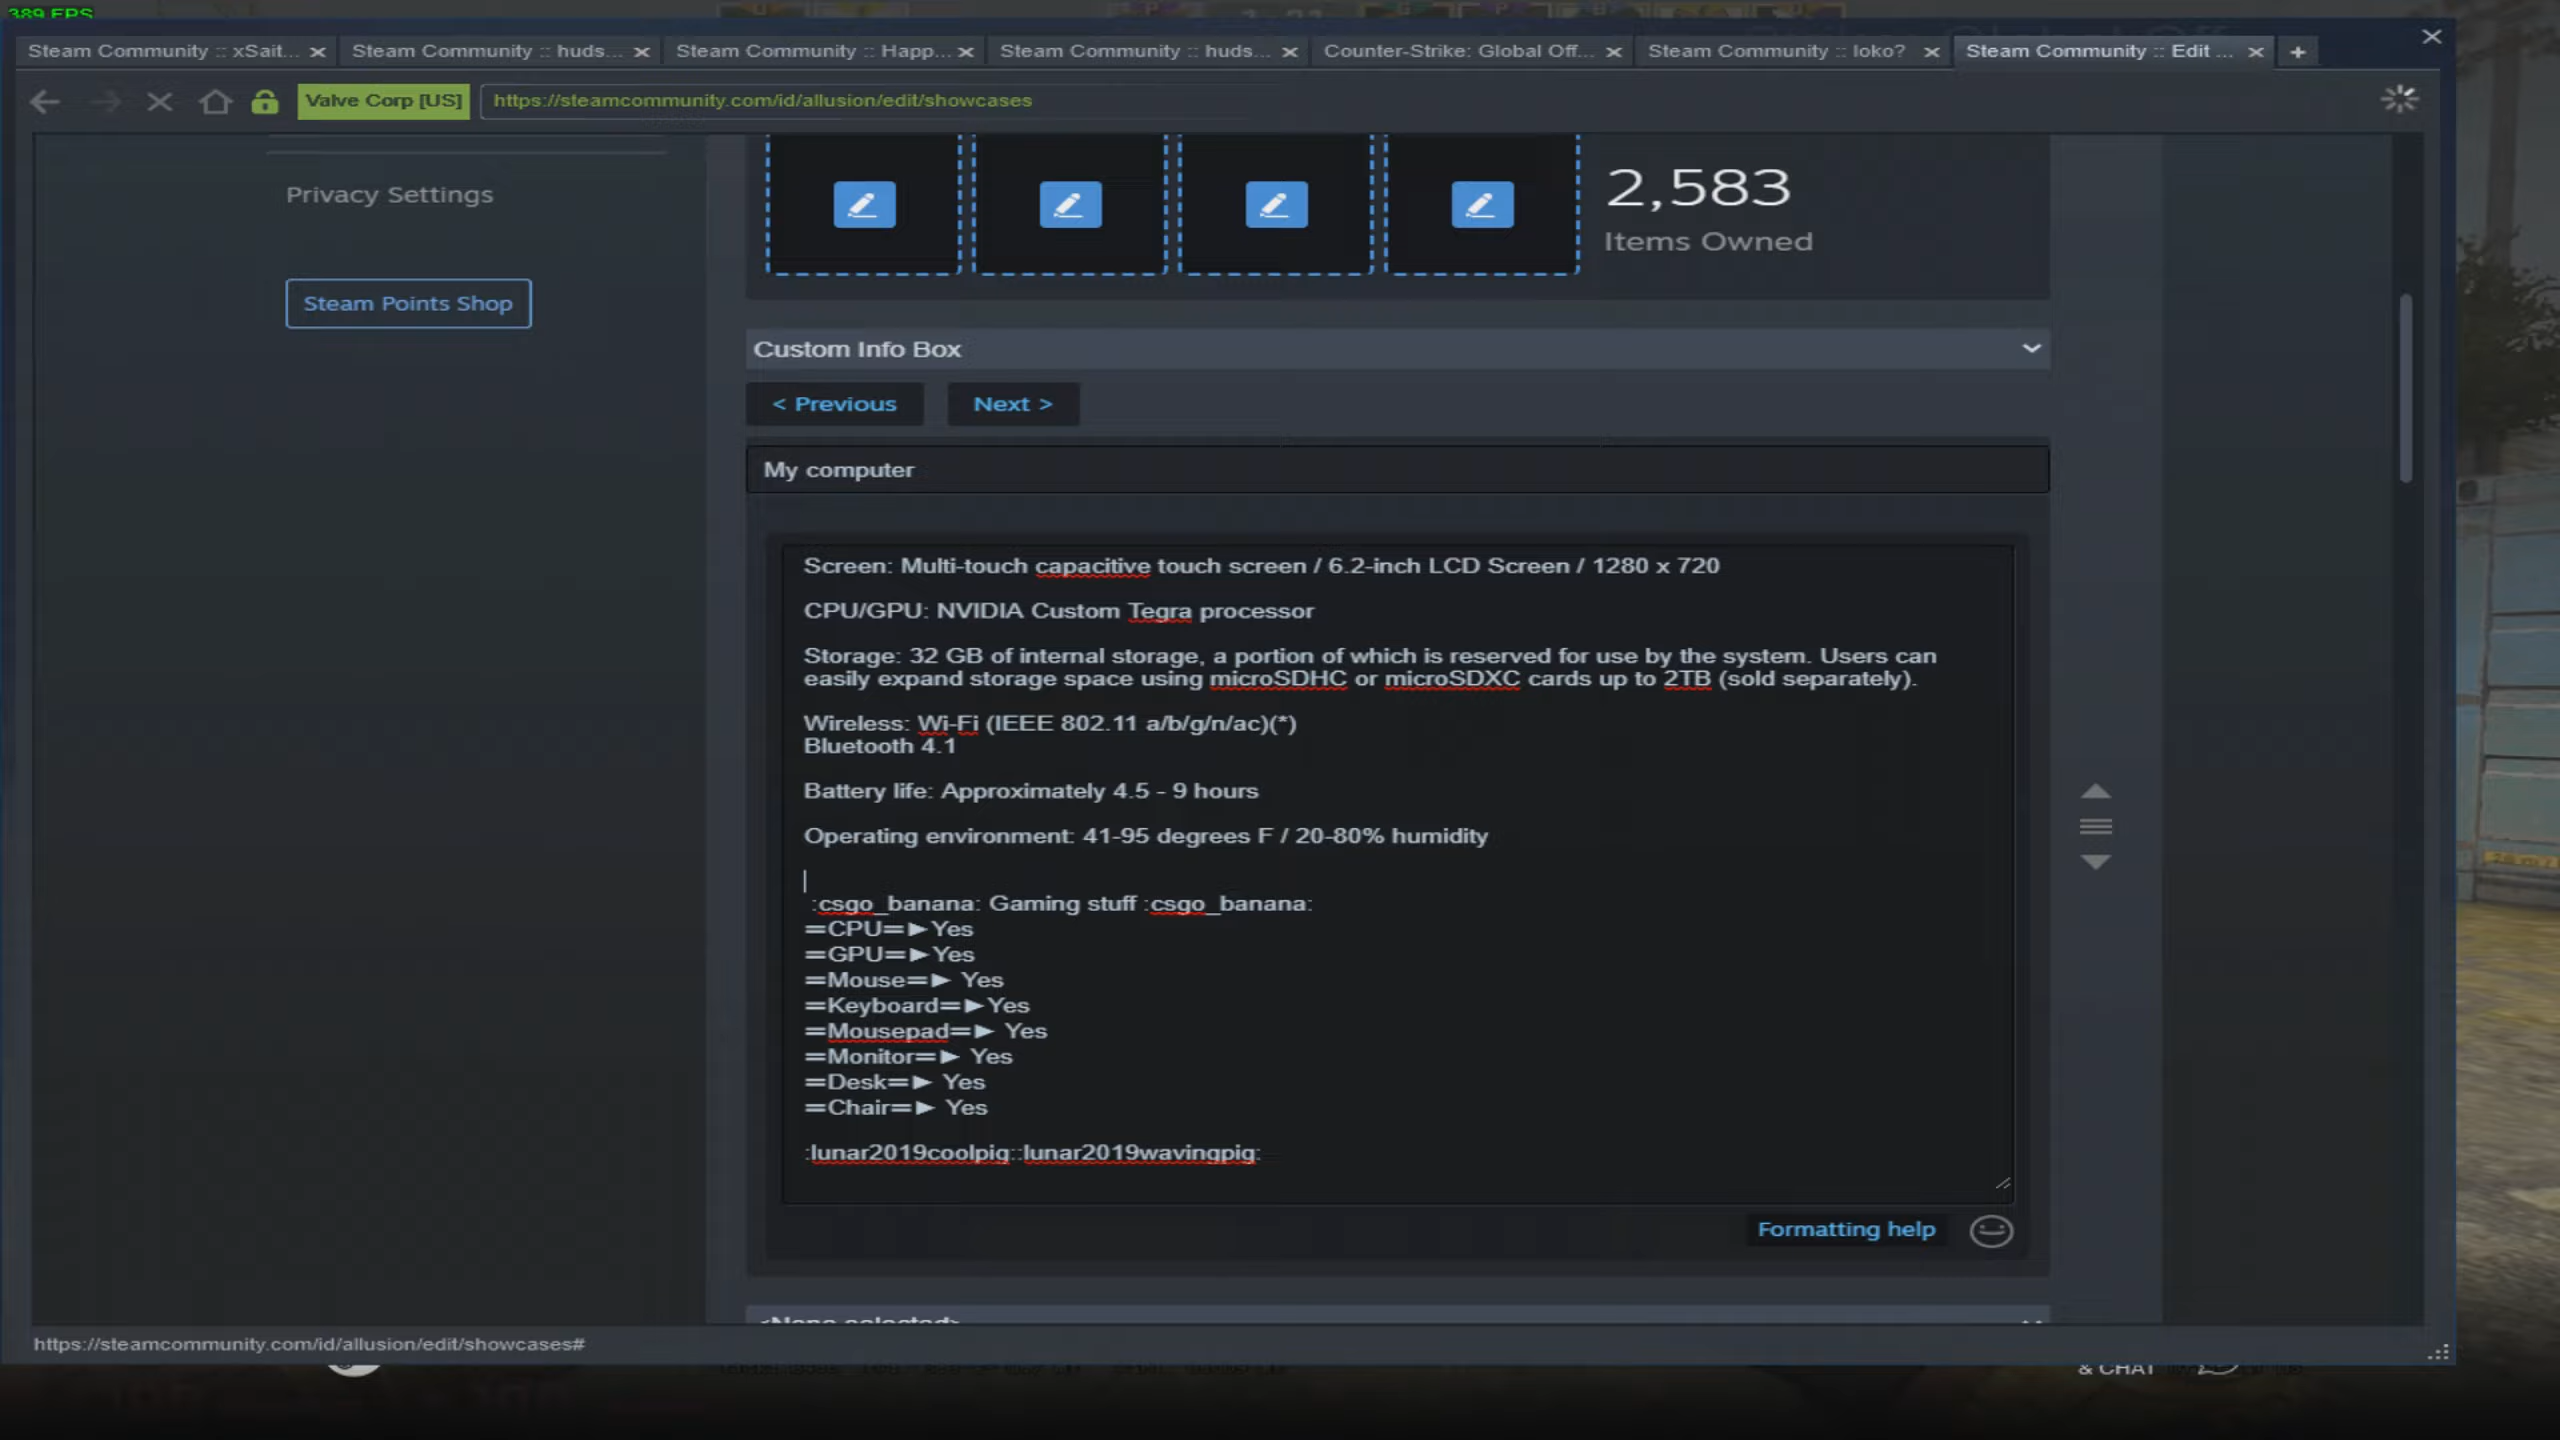 389 FPS
Steam Community :: xSait... × Steam Community :: huds... × Steam Community :: Happ... × Steam Community :: huds... × Counter-Strike: Global Off... × Steam Community :: loko? × Steam Community :: Edit ... × +
Valve Corp [US] https://steamcommunity.com/id/allusion/edit/showcases
Privacy Settings
2,583
Items Owned
Steam Points Shop
Custom Info Box
< Previous Next >
My computer
Screen: Multi-touch capacitive touch screen / 6.2-inch LCD Screen / 1280 x 720
CPU/GPU: NVIDIA Custom Tegra processor
Storage: 32 GB of internal storage, a portion of which is reserved for use by the system. Users can
easily expand storage space using microSDHC or microSDXC cards up to 2TB (sold separately).
Wireless: Wi-Fi (IEEE 802.11 a/b/g/n/ac)(*)
Bluetooth 4.1
Battery life: Approximately 4.5 - 9 hours
Operating environment: 41-95 degrees F / 20-80% humidity
:csgo_banana: Gaming stuff :csgo_banana:
═CPU═►Yes
═GPU═►Yes
═Mouse═► Yes
═Keyboard═►Yes
═Mousepad═► Yes
═Monitor═► Yes
═Desk═► Yes
═Chair═► Yes
:lunar2019coolpig::lunar2019wavingpig:
Formatting help
<None selected>
https://steamcommunity.com/id/allusion/edit/showcases#
& CHAT